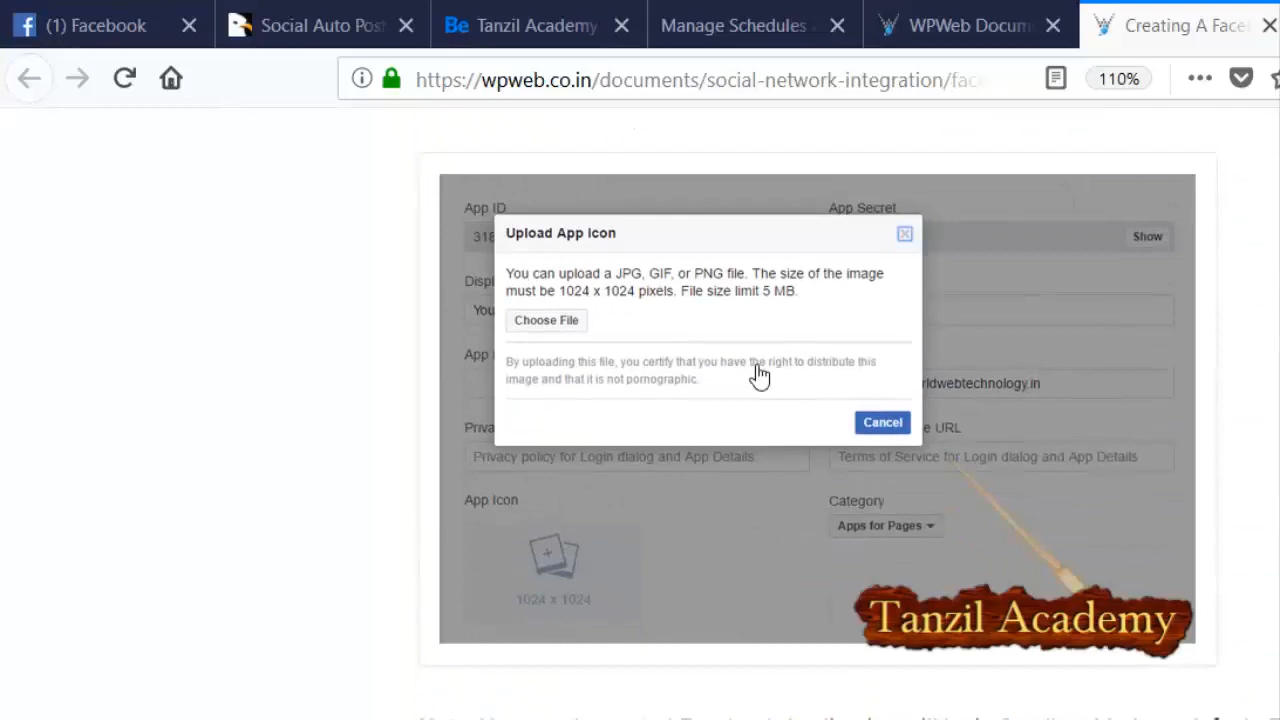 (1) Facebook
Social Auto Post
Tanzil Academy
Manage Schedules
WPWeb Docum
Creating A Face
https://wpweb.co.in/documents/social-network-integration/fac
110%
App ID
App Secret
318
Show
Upload App Icon
You can upload a JPG, GIF, or PNG file. The size of the image
must be 1024 x 1024 pixels. File size limit 5 MB.
Choose File
By uploading this file, you certify that you have the right to distribute this
image and that it is not pornographic.
Cancel
Displ
You
App
rldwebtechnology.in
Priva
e URL
Privacy policy for Login dialog and App Details
Terms of Service for Login dialog and App Details
App Icon
Category
Apps for Pages
1024 x 1024
Tanzil Academy